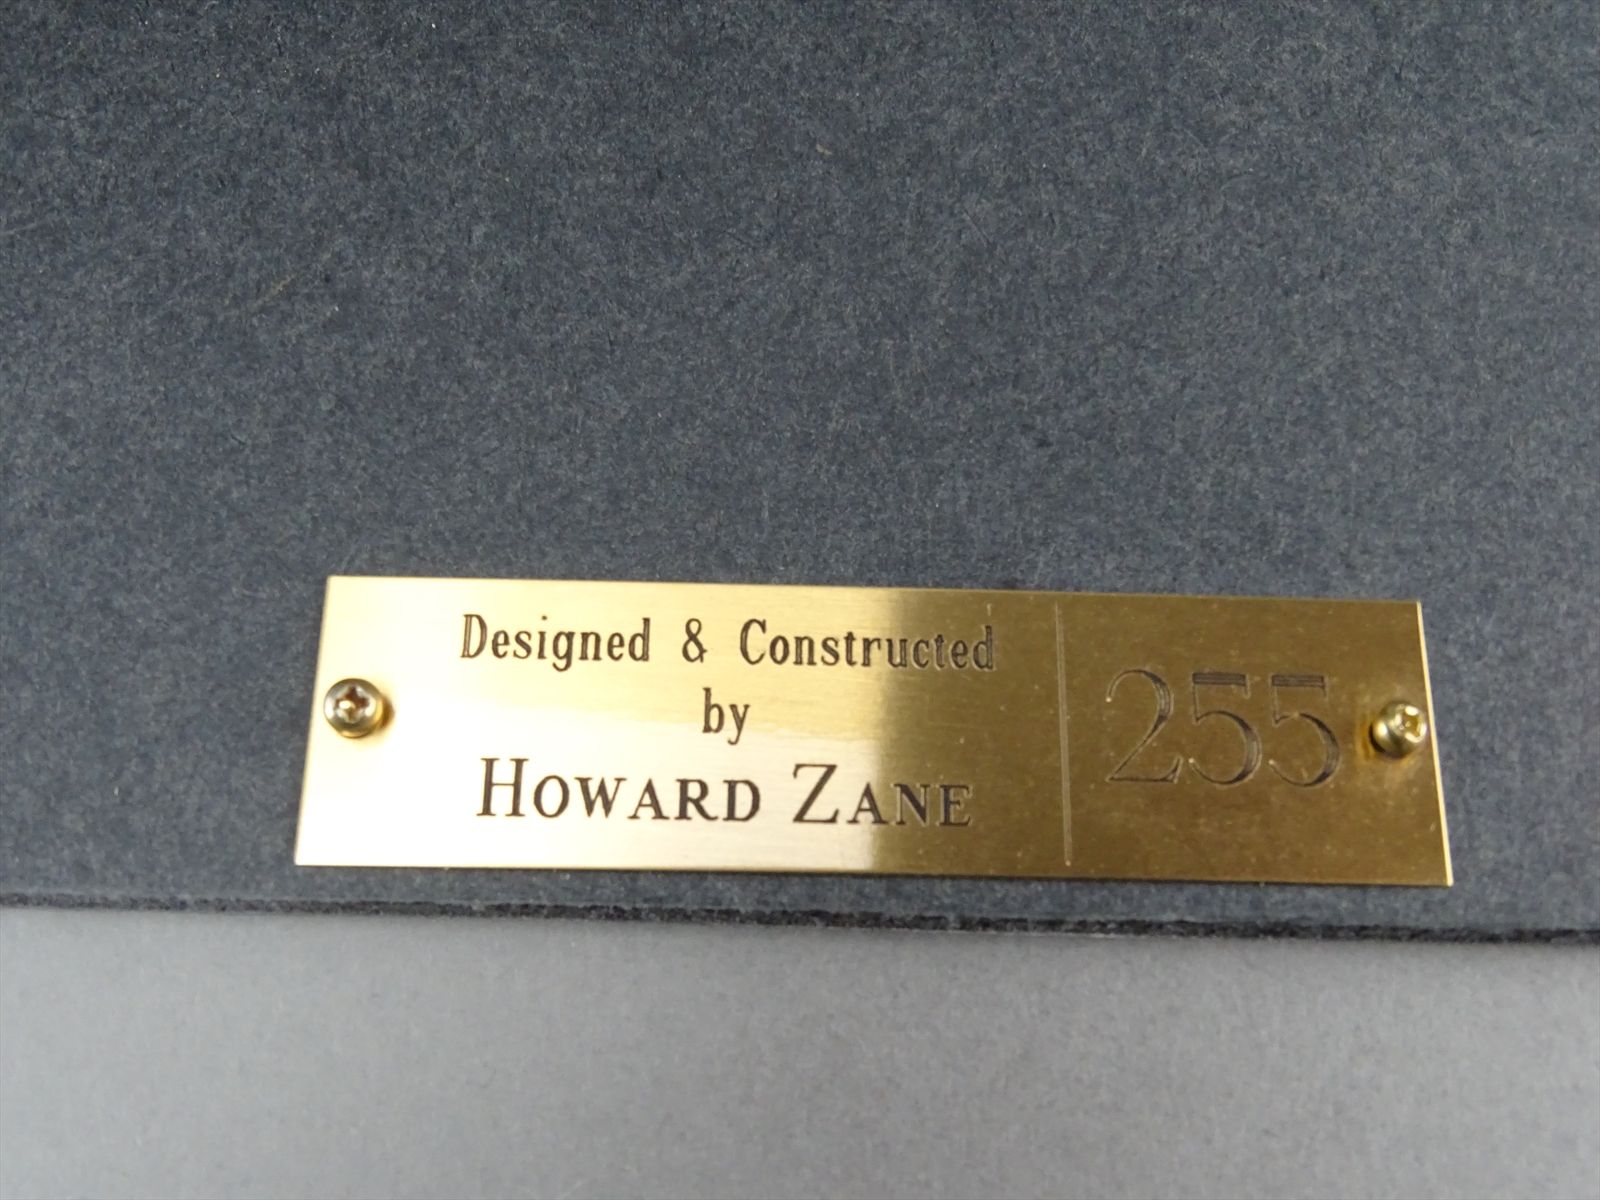 Designed & Constructed
by
HOWARD ZANE
255